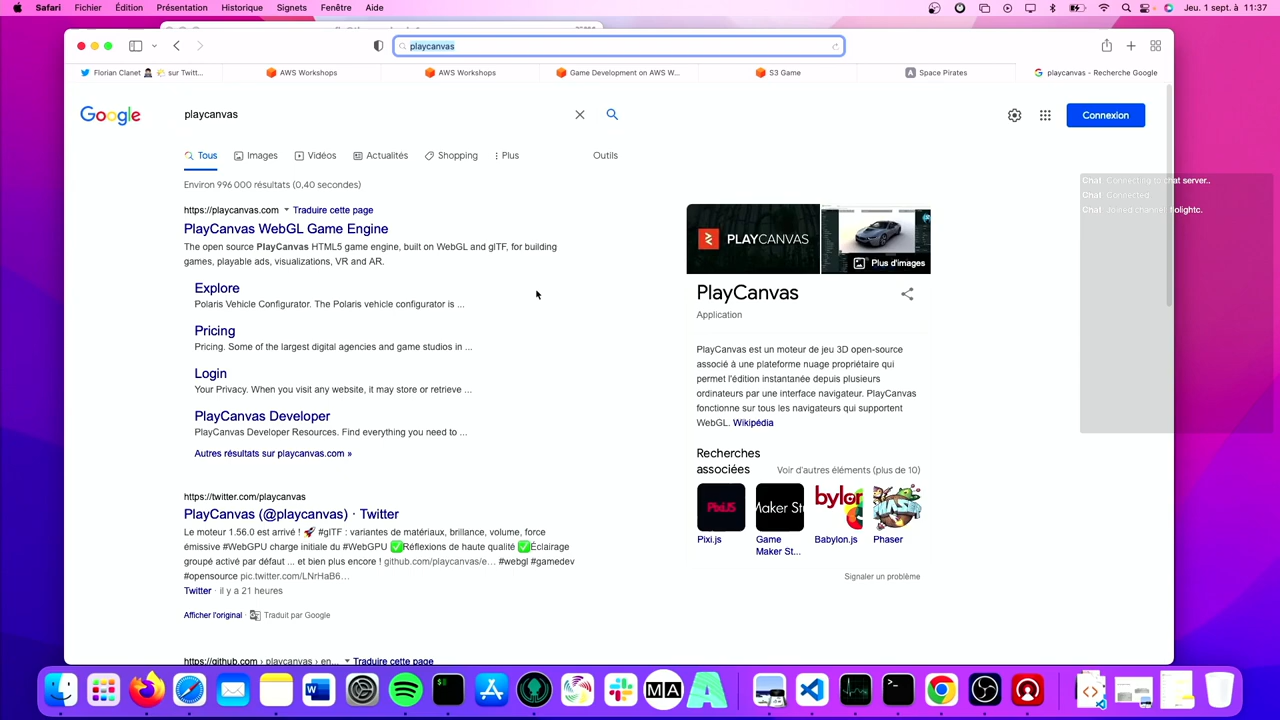 Safari Fichier Édition Présentation Historique Signets Fenêtre Aide
Jeu. 1 sept. à 11:37
playcanvas
Florian Clanet sur Twitt...
AWS Workshops
AWS Workshops
Game Development on AWS W...
S3 Game
Space Pirates
playcanvas - Recherche Google
Google
playcanvas
Connexion
Tous Images Vidéos Actualités Shopping Plus Outils
Environ 996 000 résultats (0,40 secondes)
Chat Connecting to chat server..
Chat Connected
https://playcanvas.com Traduire cette page
PlayCanvas WebGL Game Engine
The open source PlayCanvas HTML5 game engine, built on WebGL and glTF, for building
games, playable ads, visualizations, VR and AR.
Explore
Polaris Vehicle Configurator. The Polaris vehicle configurator is ...
Pricing
Pricing. Some of the largest digital agencies and game studios in ...
Login
Your Privacy. When you visit any website, it may store or retrieve ...
PlayCanvas Developer
PlayCanvas Developer Resources. Find everything you need to ...
Autres résultats sur playcanvas.com »
https://twitter.com/playcanvas
PlayCanvas (@playcanvas) · Twitter
Le moteur 1.56.0 est arrivé ! 🚀 #glTF : variantes de matériaux, brillance, volume, force
émissive #WebGPU charge initiale du #WebGPU ✅Réflexions de haute qualité ✅Éclairage
groupé activé par défaut ... et bien plus encore ! github.com/playcanvas/e... #webgl #gamedev
#opensource pic.twitter.com/LNrHaB6...
Twitter · il y a 21 heures
Afficher l'original · Traduit par Google
https://github.com › playcanvas › en... Traduire cette page
PLAYCANVAS
Plus d'images
PlayCanvas
Application
PlayCanvas est un moteur de jeu 3D open-source
associé à une plateforme nuage propriétaire qui
permet l'édition instantanée depuis plusieurs
ordinateurs par une interface navigateur. PlayCanvas
fonctionne sur tous les navigateurs qui supportent
WebGL. Wikipédia
Recherches
associées
Voir d'autres éléments (plus de 10)
PixiJS
Maker St
bylon
PHASER
Pixi.js
Game
Maker St...
Babylon.js
Phaser
Signaler un problème
MA